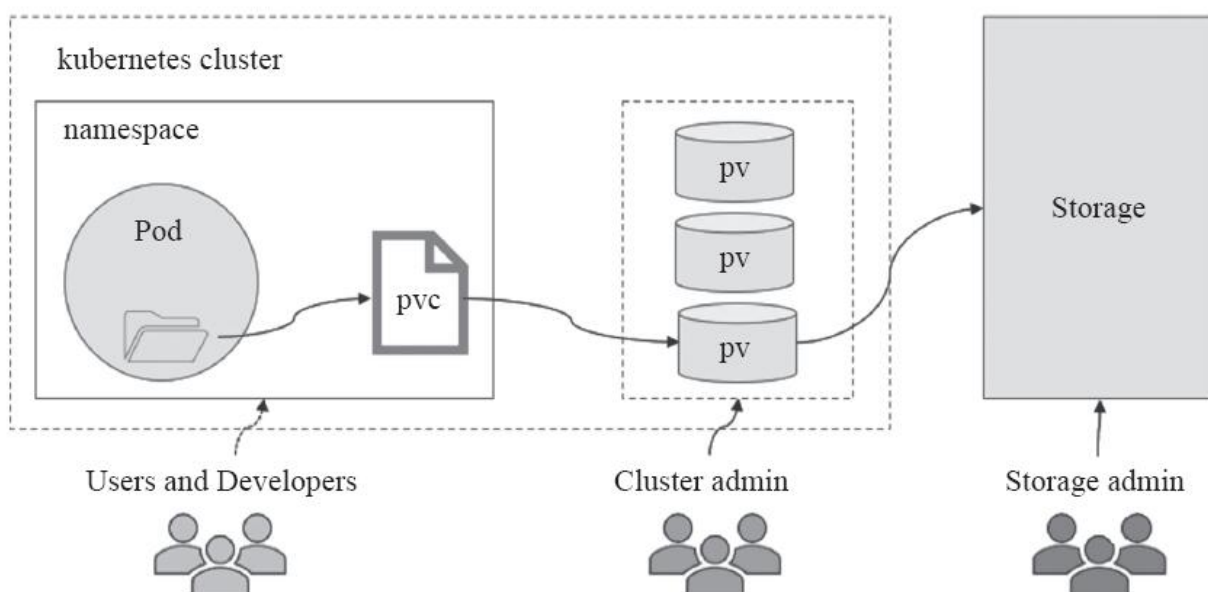 kubernetes cluster
namespace
Pod
pvc
pv
pv
pv
Storage
Users and Developers
Cluster admin
Storage admin